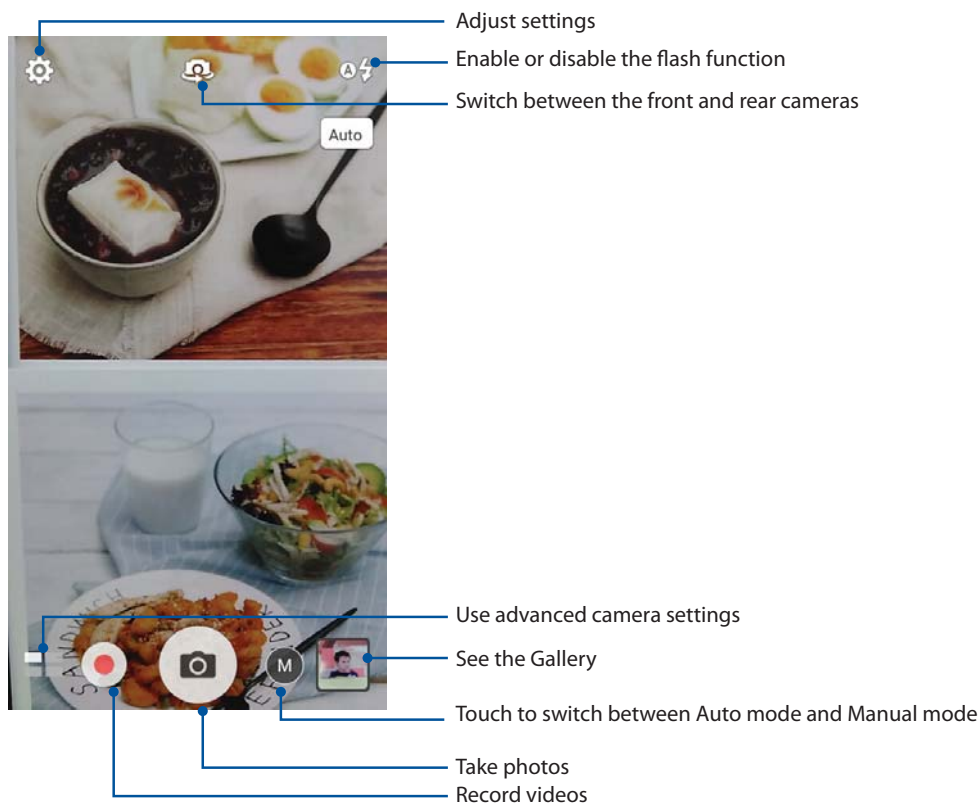 Adjust settings
Enable or disable the flash function
Switch between the front and rear cameras
A
Auto
SANDWISH
Use advanced camera settings
See the Gallery
M
Touch to switch between Auto mode and Manual mode
Take photos
Record videos